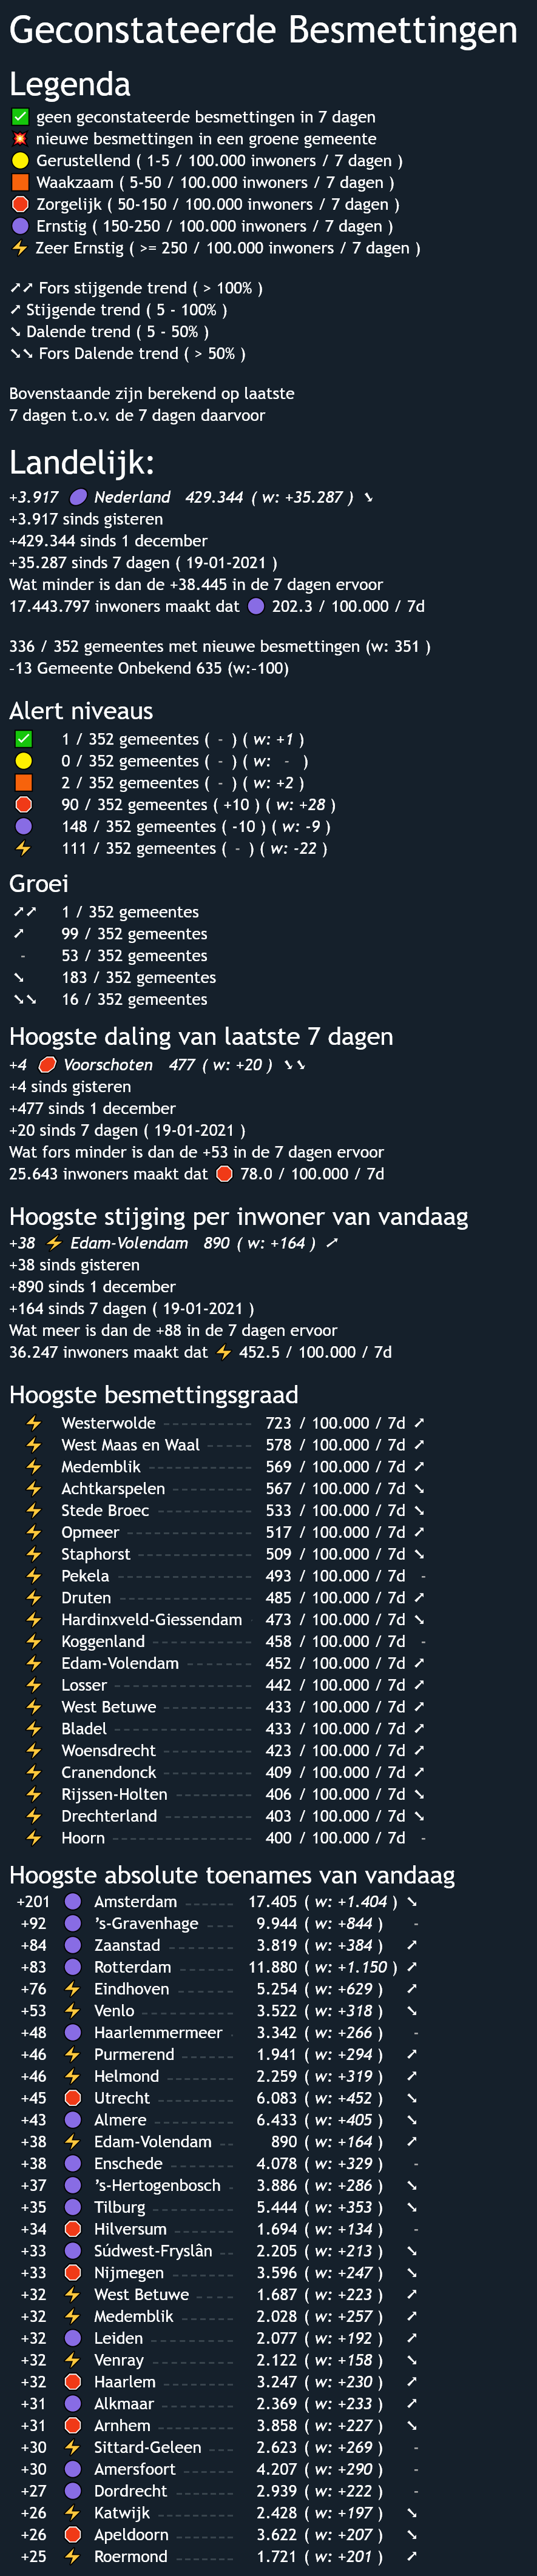 Geconstateerde Besmettingen
Legenda
✅ geen geconstateerde besmettingen in 7 dagen
💥 nieuwe besmettingen in een groene gemeente
🟡 Gerustellend ( 1-5 / 100.000 inwoners / 7 dagen )
🟧 Waakzaam ( 5-50 / 100.000 inwoners / 7 dagen )
🛑 Zorgelijk ( 50-150 / 100.000 inwoners / 7 dagen )
🟣 Ernstig ( 150-250 / 100.000 inwoners / 7 dagen )
⚡ Zeer Ernstig ( >= 250 / 100.000 inwoners / 7 dagen )
➚➚ Fors stijgende trend ( > 100% )
➚ Stijgende trend ( 5 - 100% )
➘ Dalende trend ( 5 - 50% )
➘➘ Fors Dalende trend ( > 50% )
Bovenstaande zijn berekend op laatste
7 dagen t.o.v. de 7 dagen daarvoor
Landelijk:
+3.917 🟣 Nederland 429.344 ( w: +35.287 ) ➘
+3.917 sinds gisteren
+429.344 sinds 1 december
+35.287 sinds 7 dagen ( 19-01-2021 )
Wat minder is dan de +38.445 in de 7 dagen ervoor
17.443.797 inwoners maakt dat 🟣 202.3 / 100.000 / 7d
336 / 352 gemeentes met nieuwe besmettingen (w: 351 )
-13 Gemeente Onbekend 635 (w:-100)
Alert niveaus
✅ 1 / 352 gemeentes ( - ) ( w: +1 )
🟡 0 / 352 gemeentes ( - ) ( w: - )
🟧 2 / 352 gemeentes ( - ) ( w: +2 )
🛑 90 / 352 gemeentes ( +10 ) ( w: +28 )
🟣 148 / 352 gemeentes ( -10 ) ( w: -9 )
⚡ 111 / 352 gemeentes ( - ) ( w: -22 )
Groei
➚➚ 1 / 352 gemeentes
➚ 99 / 352 gemeentes
- 53 / 352 gemeentes
➘ 183 / 352 gemeentes
➘➘ 16 / 352 gemeentes
Hoogste daling van laatste 7 dagen
+4 🛑 Voorschoten 477 ( w: +20 ) ➘➘
+4 sinds gisteren
+477 sinds 1 december
+20 sinds 7 dagen ( 19-01-2021 )
Wat fors minder is dan de +53 in de 7 dagen ervoor
25.643 inwoners maakt dat 🛑 78.0 / 100.000 / 7d
Hoogste stijging per inwoner van vandaag
+38 ⚡ Edam-Volendam 890 ( w: +164 ) ➚
+38 sinds gisteren
+890 sinds 1 december
+164 sinds 7 dagen ( 19-01-2021 )
Wat meer is dan de +88 in de 7 dagen ervoor
36.247 inwoners maakt dat ⚡ 452.5 / 100.000 / 7d
Hoogste besmettingsgraad
⚡ Westerwolde 723 / 100.000 / 7d ➚
⚡ West Maas en Waal 578 / 100.000 / 7d ➚
⚡ Medemblik 569 / 100.000 / 7d ➚
⚡ Achtkarspelen 567 / 100.000 / 7d ➘
⚡ Stede Broec 533 / 100.000 / 7d ➘
⚡ Opmeer 517 / 100.000 / 7d ➚
⚡ Staphorst 509 / 100.000 / 7d ➘
⚡ Pekela 493 / 100.000 / 7d -
⚡ Druten 485 / 100.000 / 7d ➚
⚡ Hardinxveld-Giessendam 473 / 100.000 / 7d ➘
⚡ Koggenland 458 / 100.000 / 7d -
⚡ Edam-Volendam 452 / 100.000 / 7d ➚
⚡ Losser 442 / 100.000 / 7d ➚
⚡ West Betuwe 433 / 100.000 / 7d ➚
⚡ Bladel 433 / 100.000 / 7d ➚
⚡ Woensdrecht 423 / 100.000 / 7d ➚
⚡ Cranendonck 409 / 100.000 / 7d ➚
⚡ Rijssen-Holten 406 / 100.000 / 7d ➘
⚡ Drechterland 403 / 100.000 / 7d ➘
⚡ Hoorn 400 / 100.000 / 7d -
Hoogste absolute toenames van vandaag
+201 🟣 Amsterdam 17.405 ( w: +1.404 ) ➘
+92 🟣 's-Gravenhage 9.944 ( w: +844 ) -
+84 🟣 Zaanstad 3.819 ( w: +384 ) ➚
+83 🟣 Rotterdam 11.880 ( w: +1.150 ) ➚
+76 ⚡ Eindhoven 5.254 ( w: +629 ) ➚
+53 ⚡ Venlo 3.522 ( w: +318 ) ➘
+48 🟣 Haarlemmermeer 3.342 ( w: +266 ) -
+46 ⚡ Purmerend 1.941 ( w: +294 ) ➚
+46 ⚡ Helmond 2.259 ( w: +319 ) ➚
+45 🛑 Utrecht 6.083 ( w: +452 ) ➘
+43 🟣 Almere 6.433 ( w: +405 ) ➘
+38 ⚡ Edam-Volendam 890 ( w: +164 ) ➚
+38 🟣 Enschede 4.078 ( w: +329 ) -
+37 🟣 's-Hertogenbosch 3.886 ( w: +286 ) ➘
+35 🟣 Tilburg 5.444 ( w: +353 ) ➘
+34 🛑 Hilversum 1.694 ( w: +134 ) -
+33 🟣 Súdwest-Fryslân 2.205 ( w: +213 ) ➘
+33 🛑 Nijmegen 3.596 ( w: +247 ) ➘
+32 ⚡ West Betuwe 1.687 ( w: +223 ) ➚
+32 ⚡ Medemblik 2.028 ( w: +257 ) ➚
+32 🟣 Leiden 2.077 ( w: +192 ) ➚
+32 ⚡ Venray 2.122 ( w: +158 ) ➘
+32 🛑 Haarlem 3.247 ( w: +230 ) ➚
+31 🟣 Alkmaar 2.369 ( w: +233 ) ➚
+31 🛑 Arnhem 3.858 ( w: +227 ) ➘
+30 ⚡ Sittard-Geleen 2.623 ( w: +269 ) -
+30 🟣 Amersfoort 4.207 ( w: +290 ) -
+27 🟣 Dordrecht 2.939 ( w: +222 ) -
+26 ⚡ Katwijk 2.428 ( w: +197 ) ➘
+26 🛑 Apeldoorn 3.622 ( w: +207 ) ➘
+25 ⚡ Roermond 1.721 ( w: +201 ) ➚